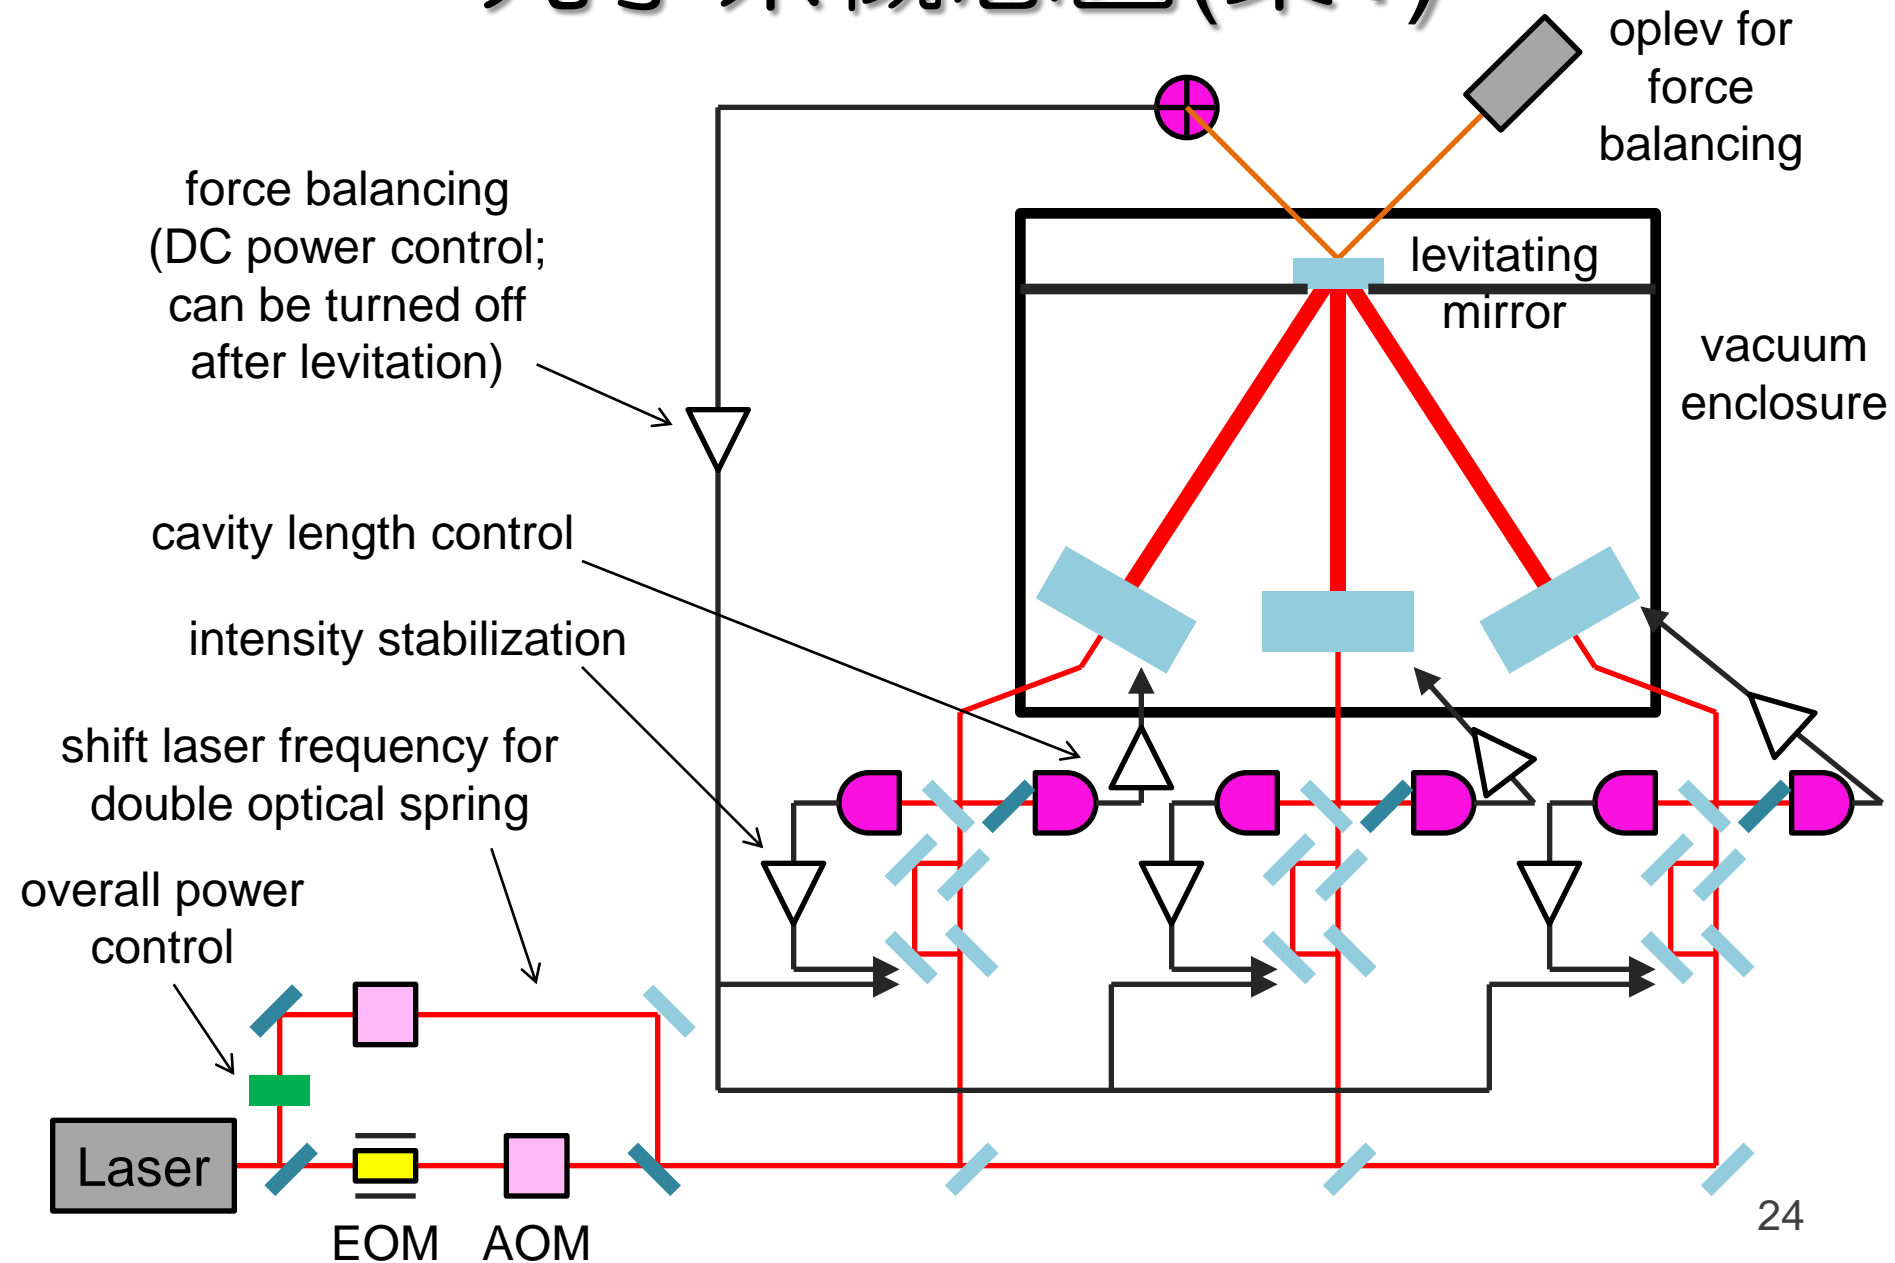 oplev for
force
balancing
force balancing
(DC power control;
can be turned off
after levitation)
levitating
mirror
vacuum
enclosure
cavity length control
intensity stabilization
shift laser frequency for
double optical spring
overall power
control
Laser
EOM
AOM
24